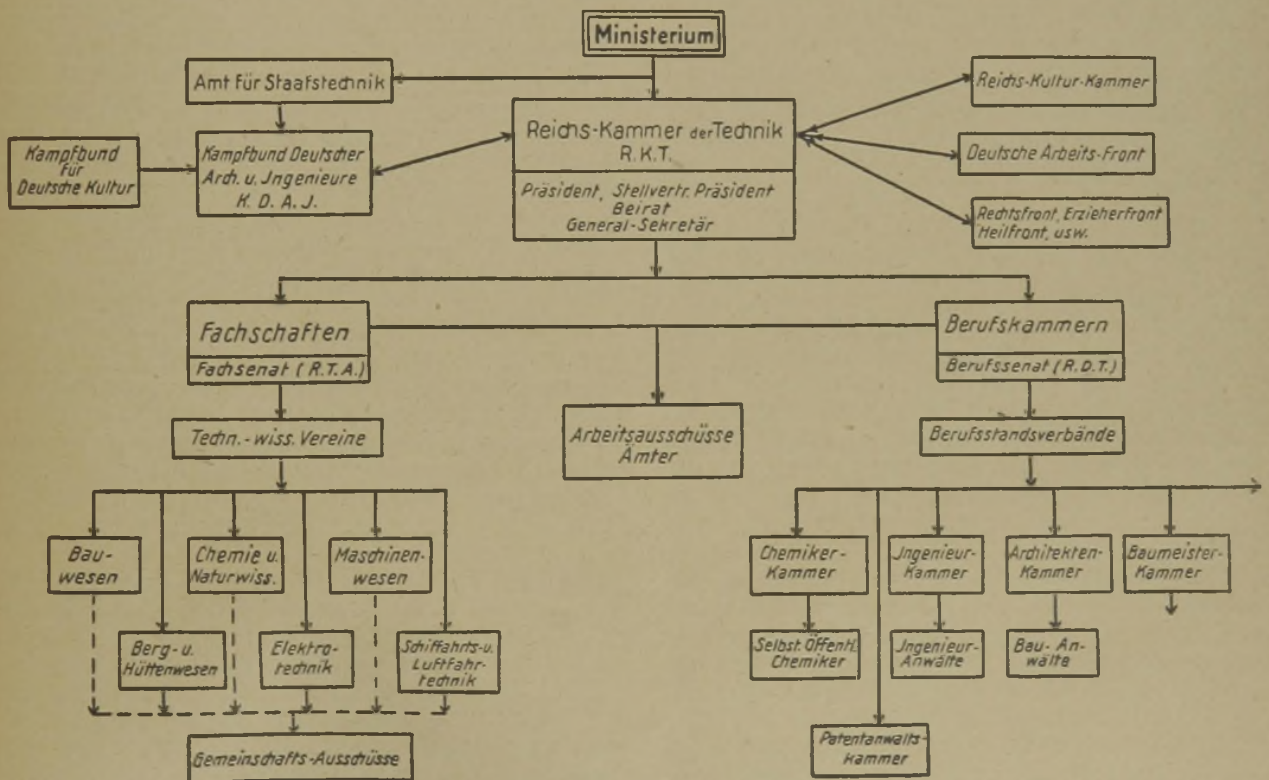 Ministerium
Amt für Staatstechnik
Reichs-Kultur-Kammer
Reichs-Kammer der Technik
R.K.T.
Präsident, Stellvertr. Präsident
Beirat
General-Sekretär
Kampfbund
für
Deutsche Kultur
Kampfbund Deutscher
Arch. u. Jngenieure
K. D. A. J.
Deutsche Arbeits-Front
Rechtsfront, Erzieherfront
Heilfront, usw.
Fachschaften
Fachsenat (R.T.A.)
Berufskammern
Berufssenat (R.D.T.)
Techn.-wiss. Vereine
Arbeitsausschüsse
Ämter
Berufsstandsverbände
Bau-
wesen
Chemie u.
Naturwiss.
Maschinen-
wesen
Chemiker-
Kammer
Jngenieur-
Kammer
Architekten-
Kammer
Baumeister-
Kammer
Berg- u.
Hüttenwesen
Elektro-
technik
Schiffahrts- u.
Luftfahr-
technik
Selbst. Öffentl.
Chemiker
Jngenieur-
Anwälte
Bau-An-
wälte
Gemeinschafts-Ausschüsse
Patentanwalts-
kammer